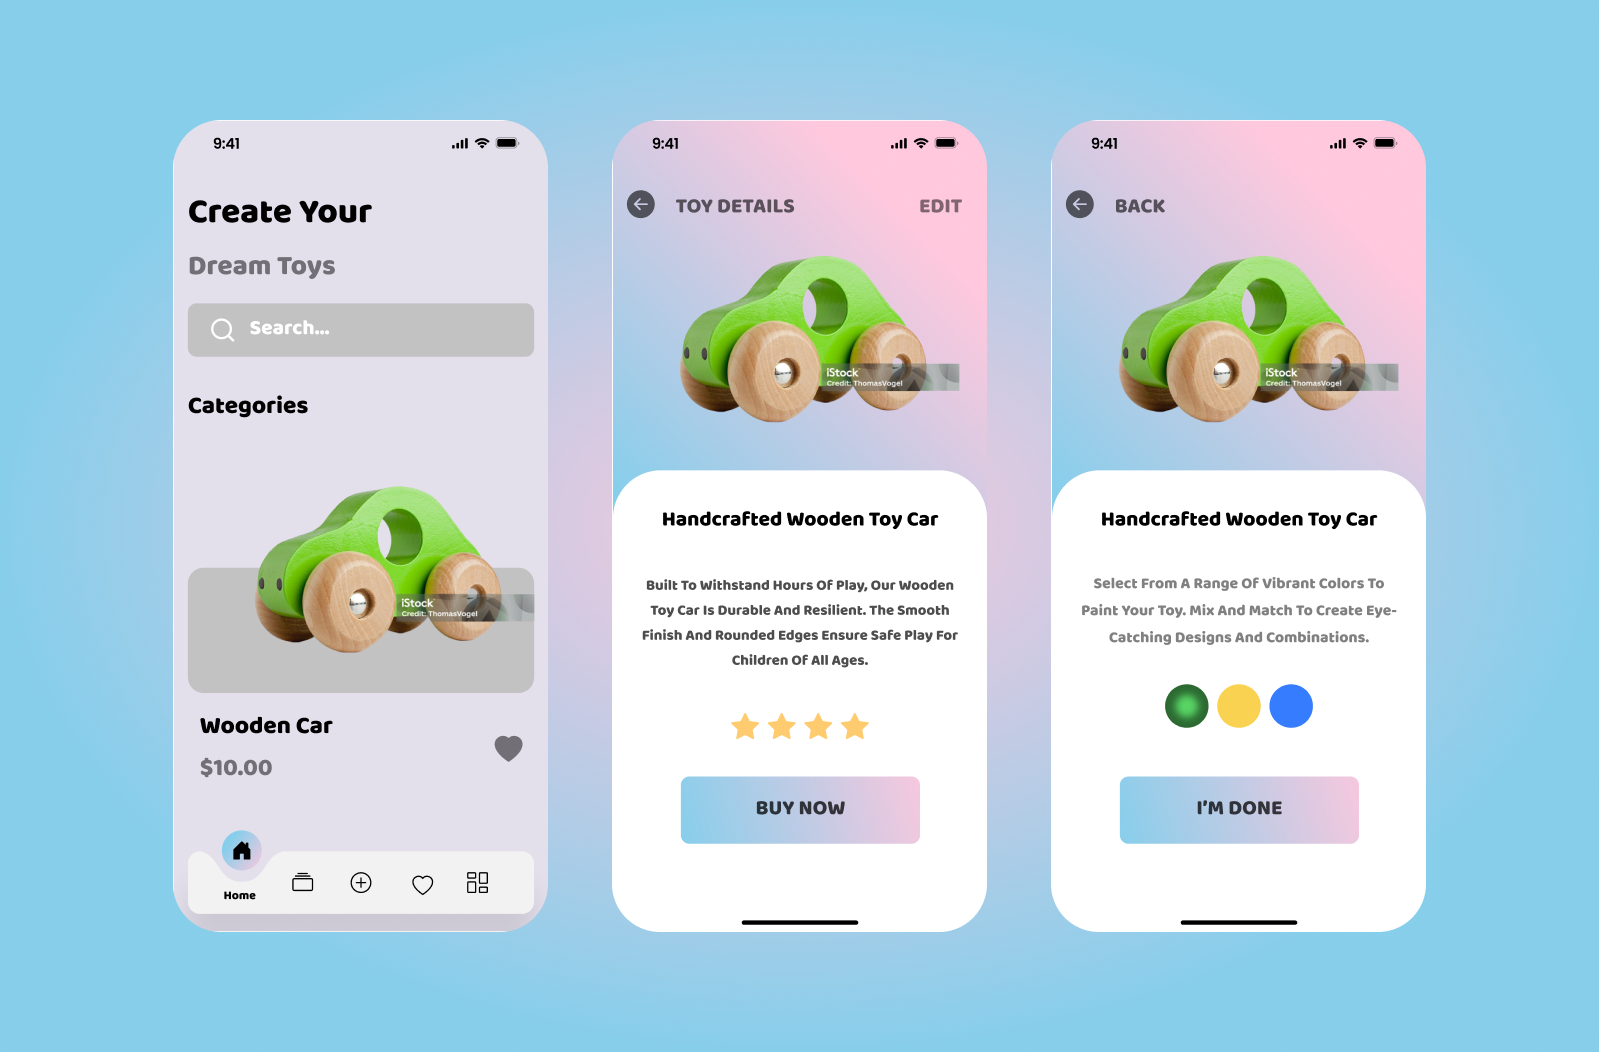 9:41
Create Your
Dream Toys
Search...
Categories
iStock
Credit: ThomasVogel
Wooden Car
$10.00
Home
9:41
TOY DETAILS
EDIT
iStock
Credit: ThomasVogel
Handcrafted Wooden Toy Car
Built To Withstand Hours Of Play, Our Wooden
Toy Car Is Durable And Resilient. The Smooth
Finish And Rounded Edges Ensure Safe Play For
Children Of All Ages.
BUY NOW
9:41
BACK
iStock
Credit: ThomasVogel
Handcrafted Wooden Toy Car
Select From A Range Of Vibrant Colors To
Paint Your Toy. Mix And Match To Create Eye-
Catching Designs And Combinations.
I'M DONE